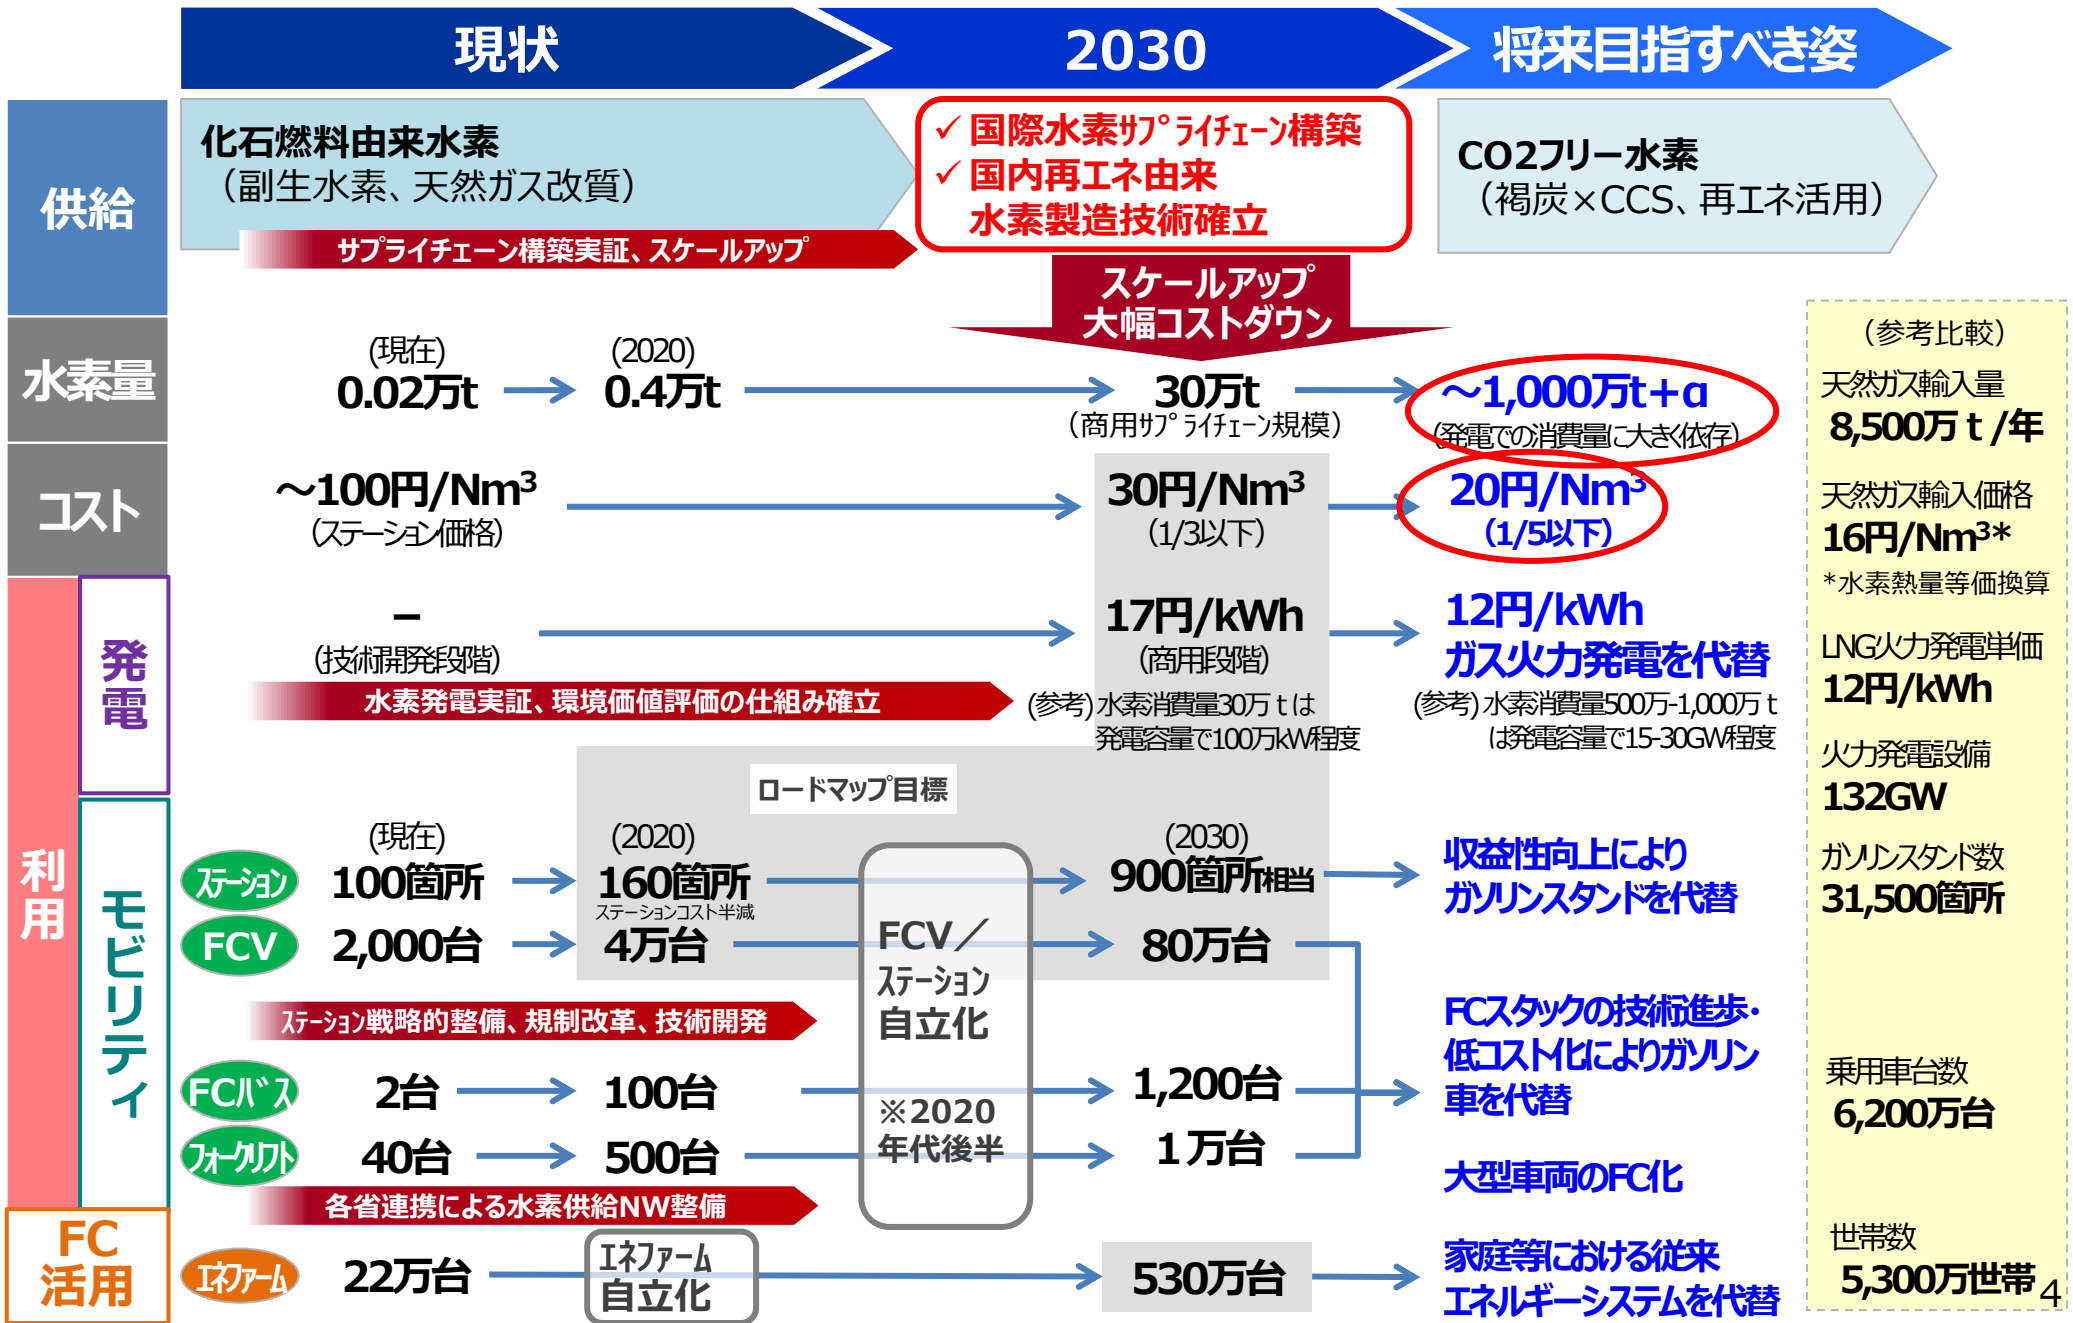 現状
2030
将来目指すべき姿
供給
化石燃料由来水素
（副生水素、天然ガス改質）
サプライチェーン構築実証、スケールアップ
✓ 国際水素ｻﾌﾟﾗｲﾁｪｰﾝ構築
✓ 国内再エネ由来
水素製造技術確立
CO2フリー水素
（褐炭×CCS、再エネ活用）
スケールアップ
大幅コストダウン
水素量
(現在)
0.02万t
(2020)
0.4万t
30万t
（商用ｻﾌﾟﾗｲﾁｪｰﾝ規模）
～1,000万t+α
（発電での消費量に大きく依存）
コスト
～100円/Nm³
（ステーション価格）
30円/Nm³
（1/3以下）
20円/Nm³
（1/5以下）
利用
発電
－
（技術開発段階）
水素発電実証、環境価値評価の仕組み確立
17円/kWh
（商用段階）
(参考) 水素消費量30万ｔは
発電容量で100万kW程度
12円/kWh
ガス火力発電を代替
(参考) 水素消費量500万-1,000万ｔ
は発電容量で15-30GW程度
ロードマップ目標
モビリティ
(現在)
(2020)
(2030)
ｽﾃｰｼｮﾝ
100箇所
160箇所
ステーションコスト半減
900箇所相当
収益性向上により
ガソリンスタンドを代替
FCV
2,000台
4万台
80万台
FCV／
ｽﾃｰｼｮﾝ
自立化
※2020
年代後半
ｽﾃｰｼｮﾝ戦略的整備、規制改革、技術開発
FCスタックの技術進歩・
低コスト化によりガソリン
車を代替
FCﾊﾞｽ
2台
100台
1,200台
ﾌｫｰｸﾘﾌﾄ
40台
500台
１万台
大型車両のFC化
各省連携による水素供給NW整備
FC
活用
ｴﾈﾌｧｰﾑ
22万台
ｴﾈﾌｧｰﾑ
自立化
530万台
家庭等における従来
エネルギーシステムを代替
（参考比較）
天然ガス輸入量
8,500万ｔ/年
天然ガス輸入価格
16円/Nm³*
*水素熱量等価換算
LNG火力発電単価
12円/kWh
火力発電設備
132GW
ガソリンスタンド数
31,500箇所
乗用車台数
6,200万台
世帯数
5,300万世帯
4